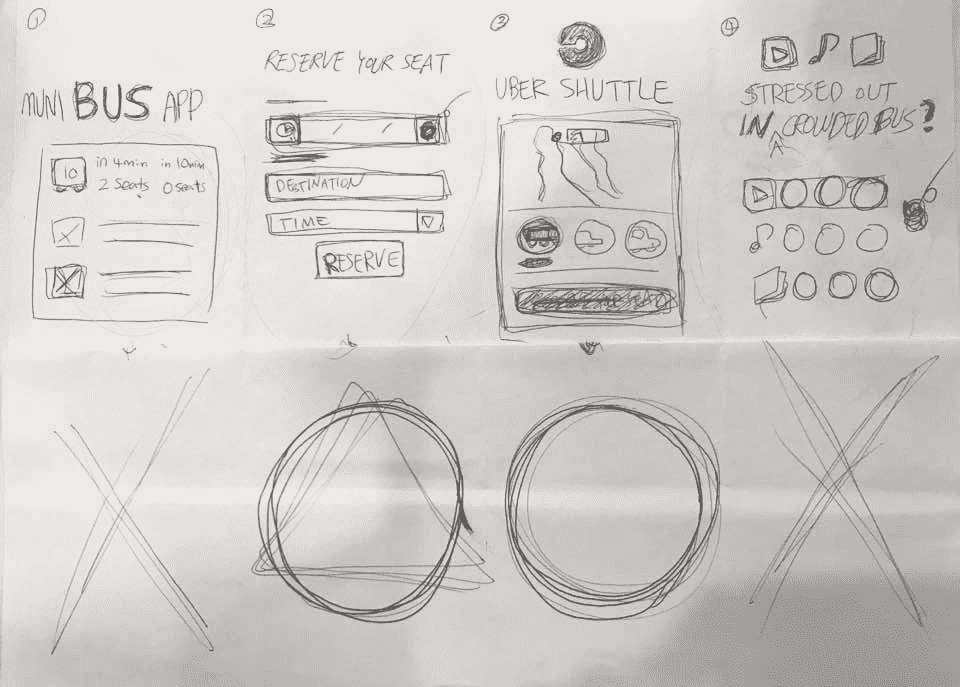 1
MUNI BUS APP
10
in 4min in 10min
2 seats 0 seats
2
RESERVE YOUR SEAT
DESTINATION
TIME
RESERVE
3
UBER SHUTTLE
4
STRESSED OUT
IN CROWDED BUS?
A